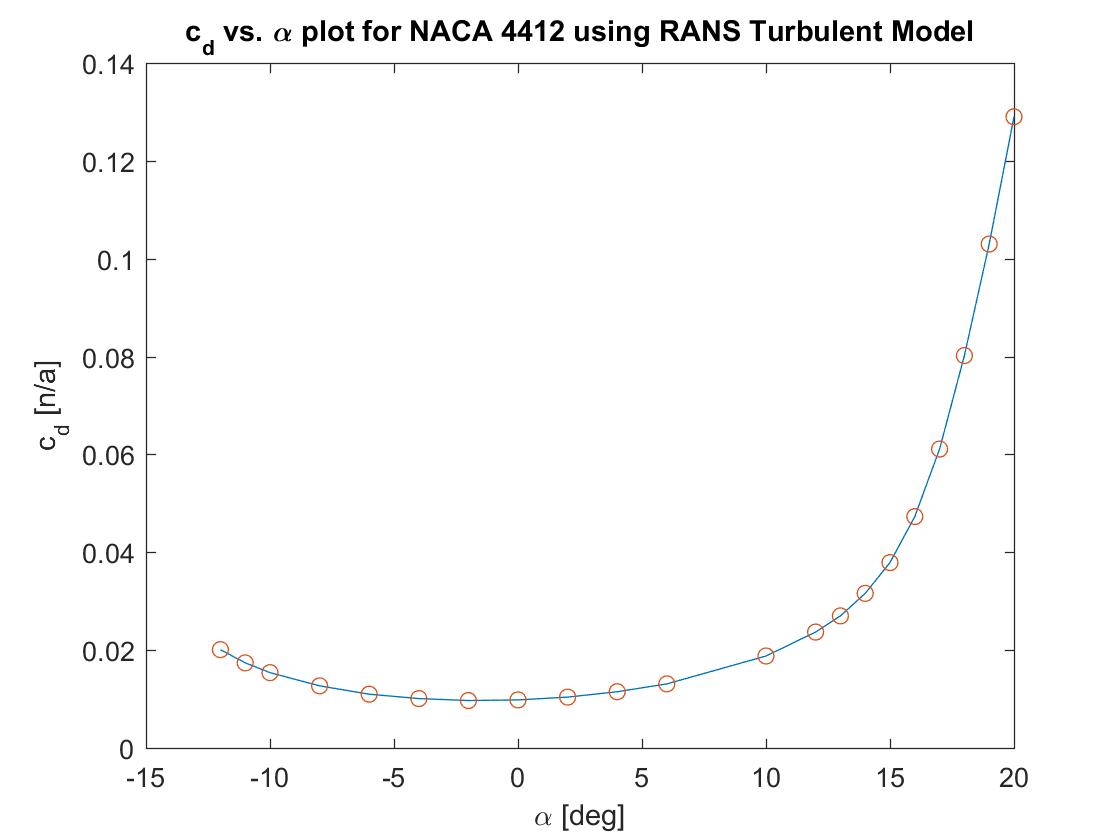 c_d vs. α plot for NACA 4412 using RANS Turbulent Model
0.14
0.12
0.1
0.08
0.06
0.04
0.02
0
c_d [n/a]
-15 -10 -5 0 5 10 15 20
α [deg]